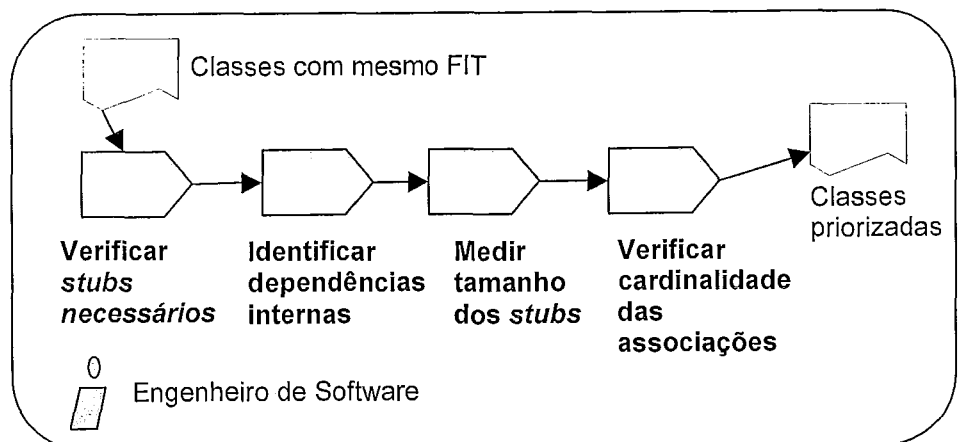 Classes com mesmo FIT
Classes
priorizadas
Verificar
stubs
necessários
Identificar
dependências
internas
Medir
tamanho
dos stubs
Verificar
cardinalidade
das
associações
Engenheiro de Software